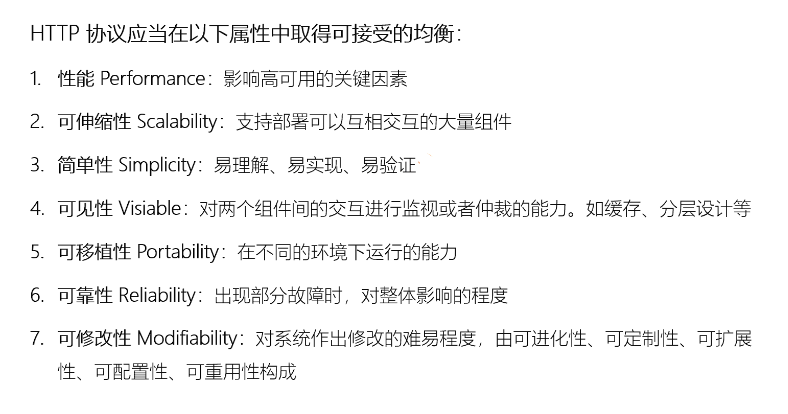 HTTP 协议应当在以下属性中取得可接受的均衡：
1. 性能 Performance：影响高可用的关键因素
2. 可伸缩性 Scalability：支持部署可以互相交互的大量组件
3. 简单性 Simplicity：易理解、易实现、易验证
4. 可见性 Visiable：对两个组件间的交互进行监视或者仲裁的能力。如缓存、分层设计等
5. 可移植性 Portability：在不同的环境下运行的能力
6. 可靠性 Reliability：出现部分故障时，对整体影响的程度
7. 可修改性 Modifiability：对系统作出修改的难易程度，由可进化性、可定制性、可扩展
性、可配置性、可重用性构成